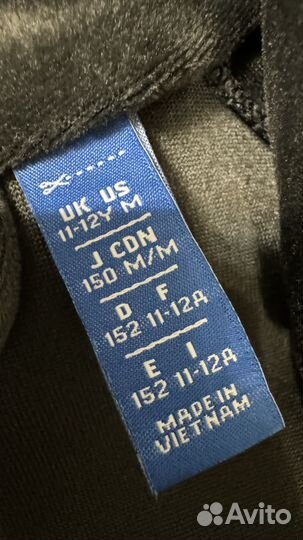 UK US
11-12Y M
J CDN
150 M/M
D F
152 11-12A
E I
152 11-12A
MADE IN
VIETNAM
Avito